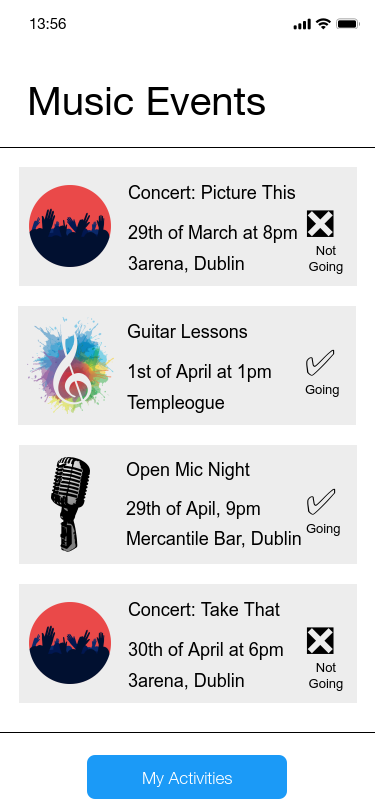 13:56
Music Events
Concert: Picture This
29th of March at 8pm
3arena, Dublin
Not
Going
Guitar Lessons
1st of April at 1pm
Templeogue
Going
Open Mic Night
29th of Apil, 9pm
Mercantile Bar, Dublin
Going
Concert: Take That
30th of April at 6pm
3arena, Dublin
Not
Going
My Activities